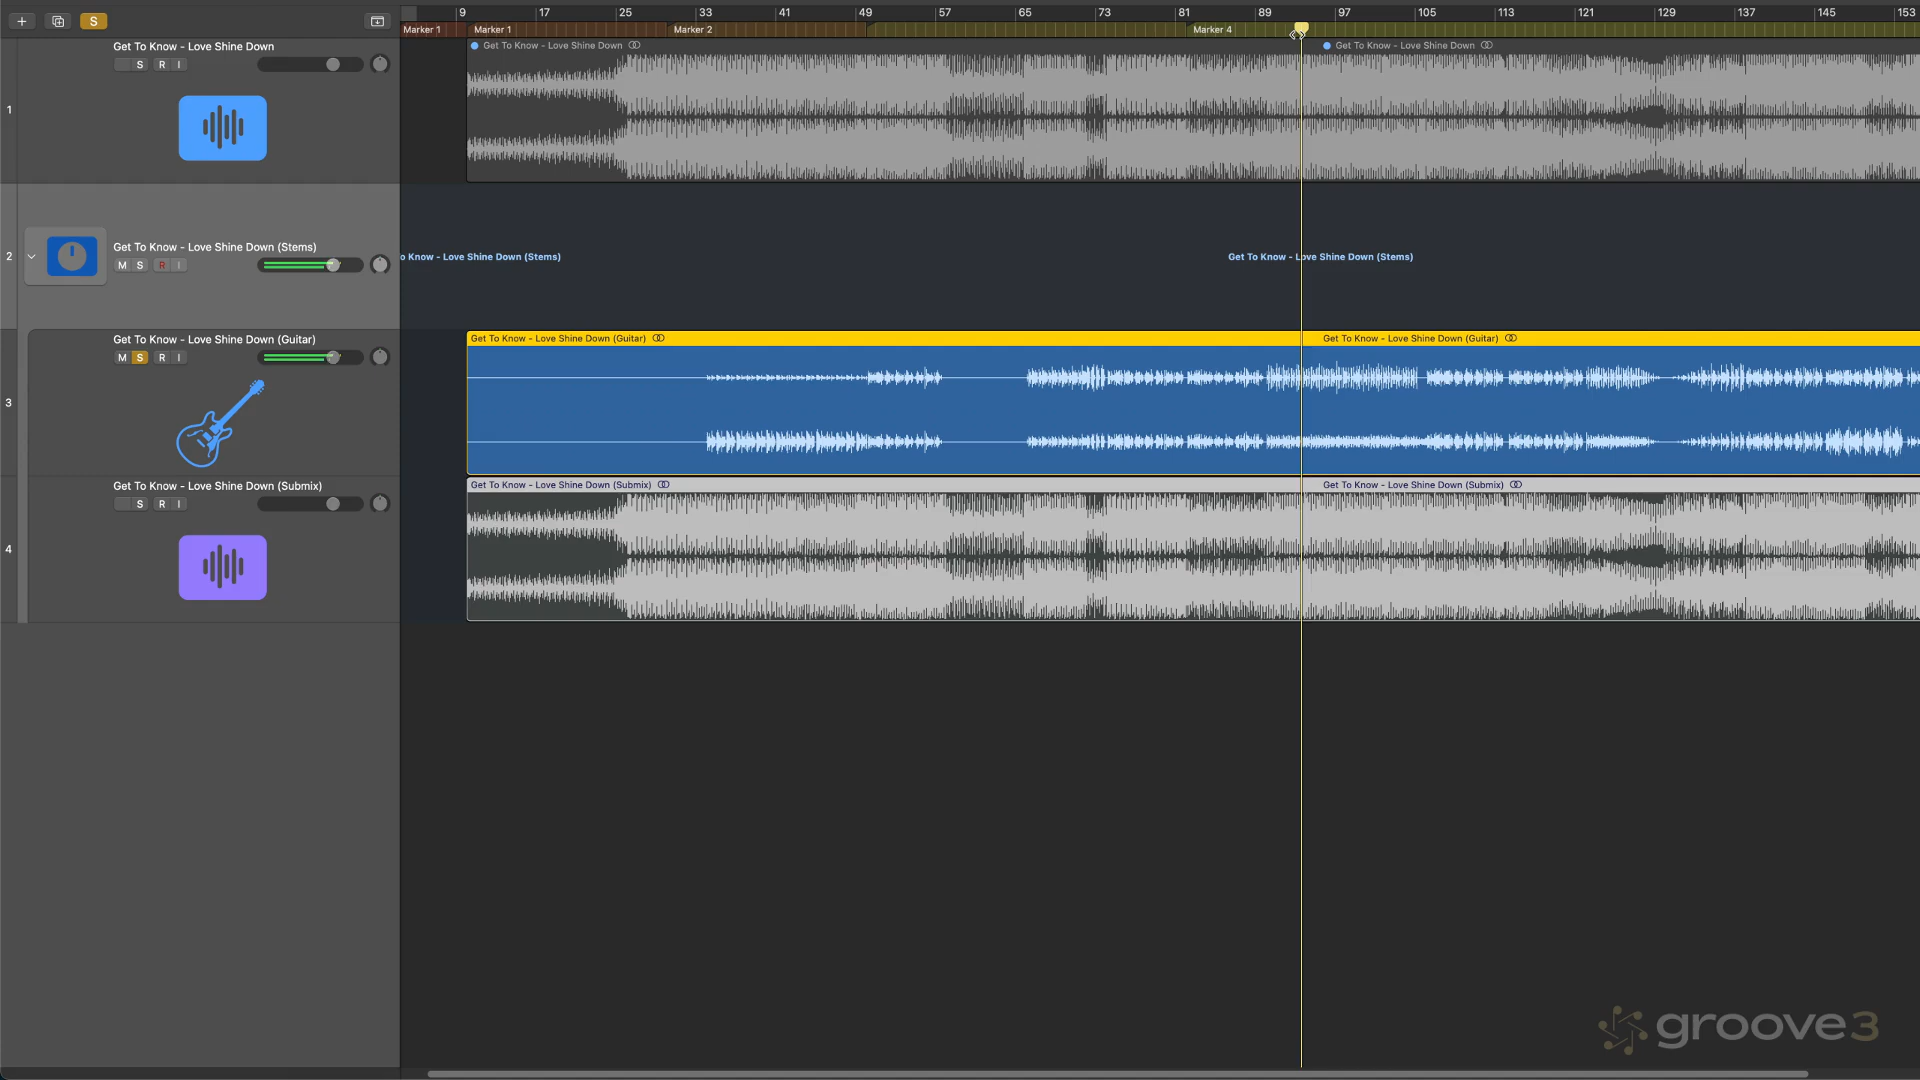 S
9 17 25 33 41 49 57 65 73 81 89 97 105 113 121 129 137 145 153
Marker 1 Marker 1 Marker 2 Marker 4
1
Get To Know - Love Shine Down
S R I
Get To Know - Love Shine Down
Get To Know - Love Shine Down
2
Get To Know - Love Shine Down (Stems)
M S R I
o Know - Love Shine Down (Stems)
Get To Know - Love Shine Down (Stems)
3
Get To Know - Love Shine Down (Guitar)
M S R I
Get To Know - Love Shine Down (Guitar)
Get To Know - Love Shine Down (Guitar)
4
Get To Know - Love Shine Down (Submix)
S R I
Get To Know - Love Shine Down (Submix)
Get To Know - Love Shine Down (Submix)
groove3